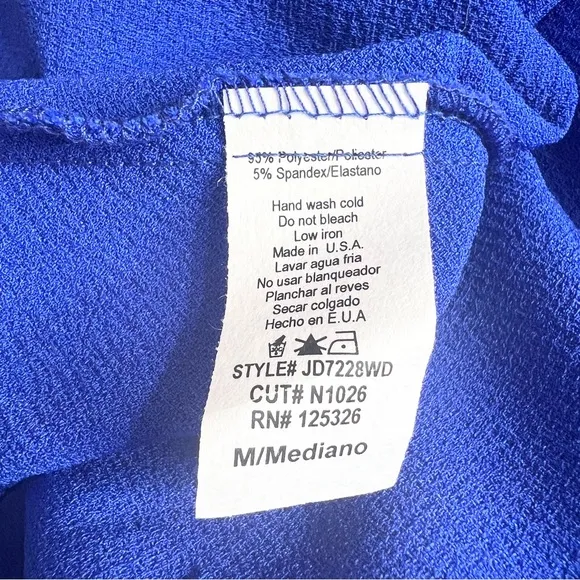 95% Polyester/Poliester
5% Spandex/Elastano
Hand wash cold
Do not bleach
Low iron
Made in U.S.A.
Lavar agua fria
No usar blanqueador
Planchar al reves
Secar colgado
Hecho en E.U.A
STYLE# JD7228WD
CUT# N1026
RN# 125326
M/Mediano